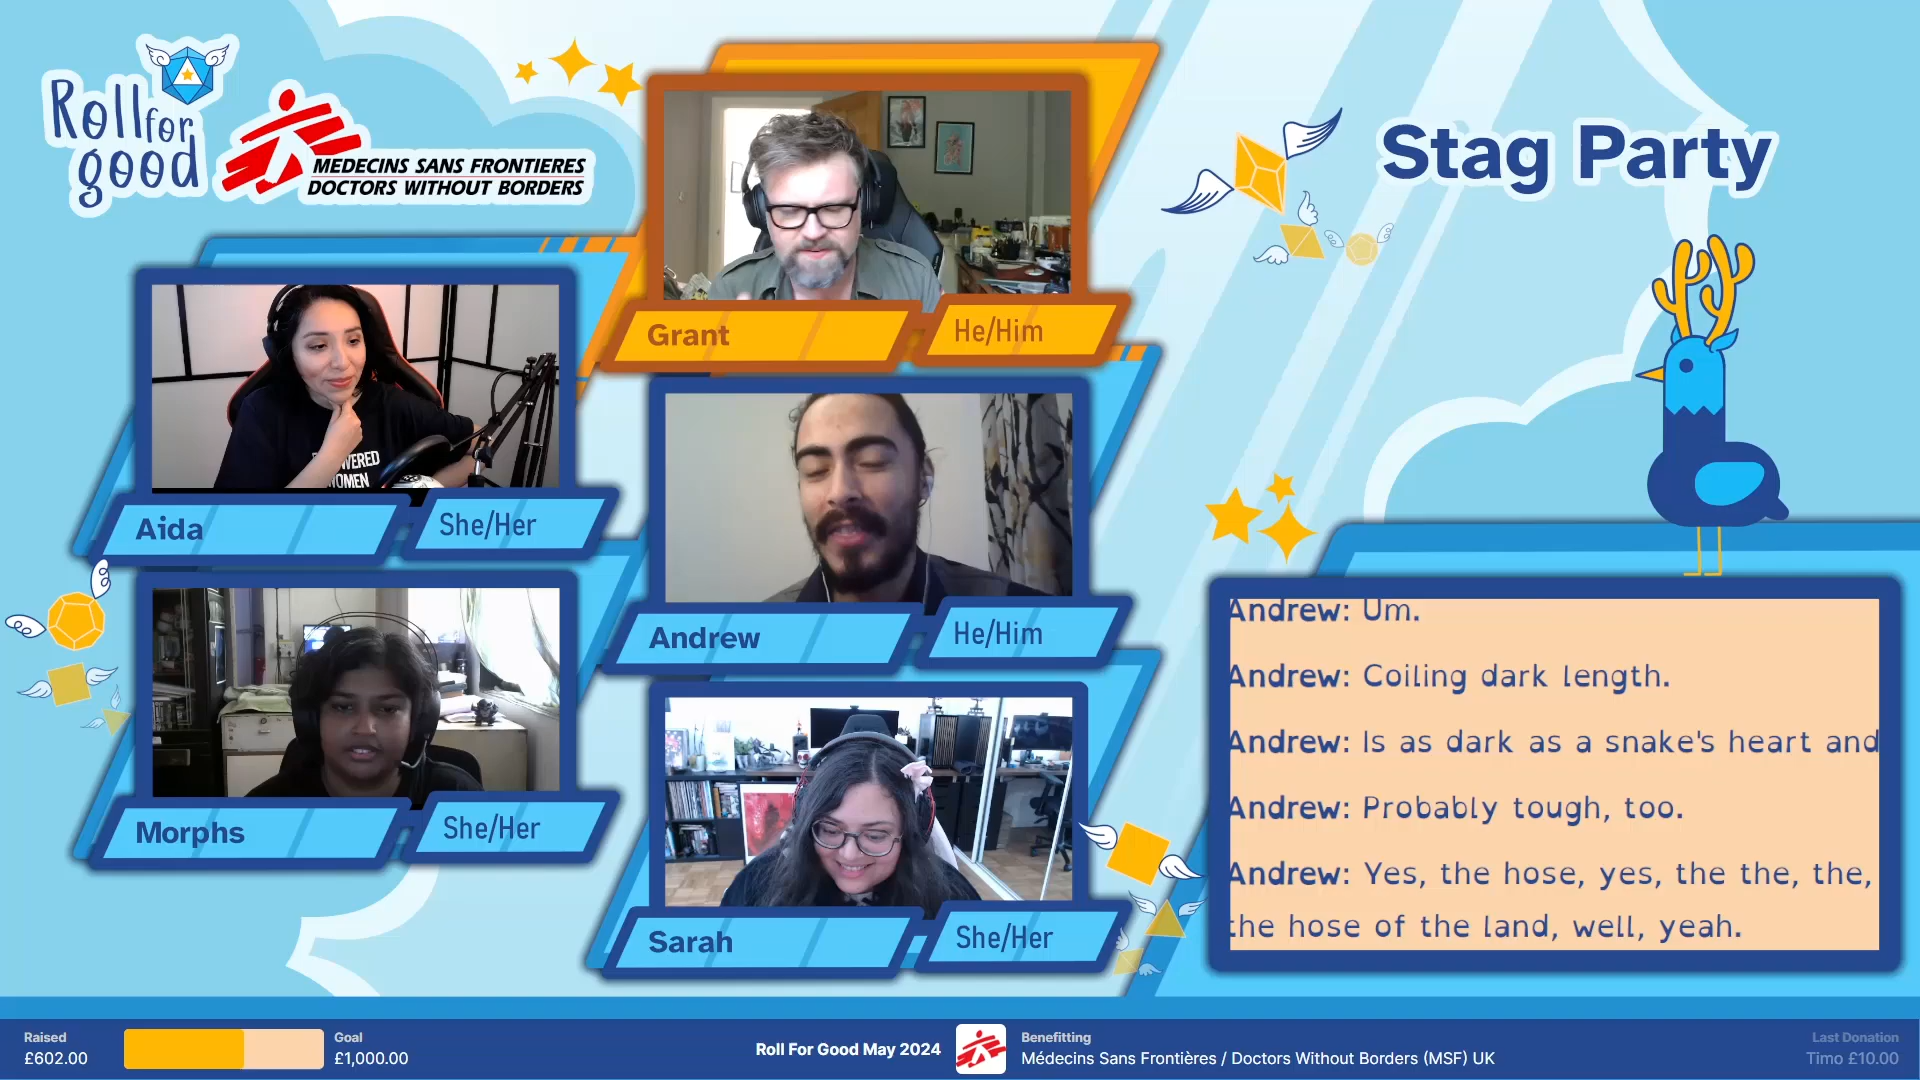 Roll for
good
MEDECINS SANS FRONTIERES
DOCTORS WITHOUT BORDERS
Stag Party
Grant
He/Him
Aida
She/Her
Andrew
He/Him
Morphs
She/Her
Sarah
She/Her
Andrew: Um.
Andrew: Coiling dark length.
Andrew: Is as dark as a snake's heart and
Andrew: Probably tough, too.
Andrew: Yes, the hose, yes, the the, the,
the hose of the land, well, yeah.
Raised
£602.00
Goal
£1,000.00
Roll For Good May 2024
Benefitting
Médecins Sans Frontières / Doctors Without Borders (MSF) UK
Last Donation
Timo £10.00